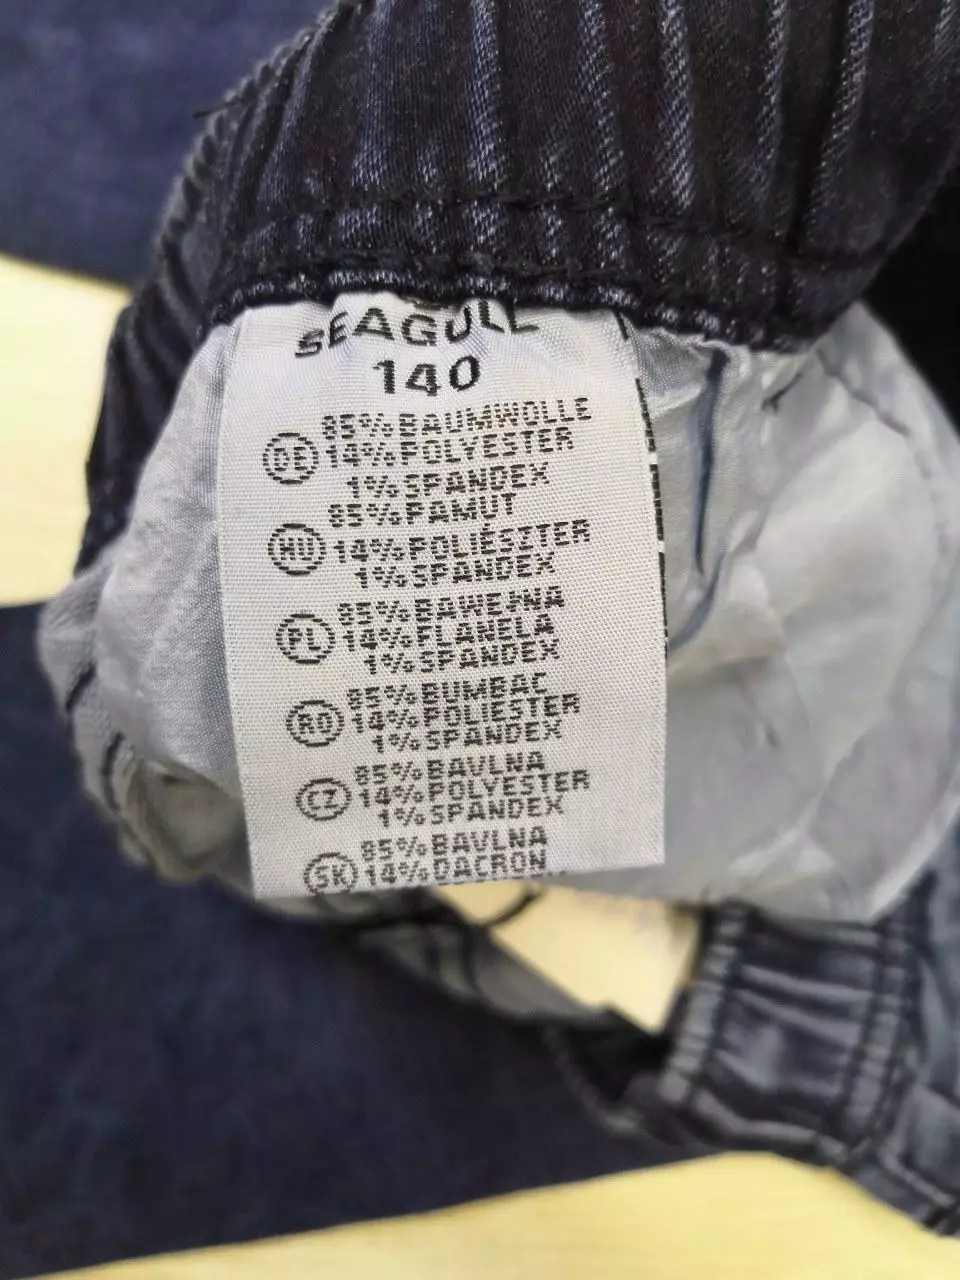 SEAGULL
140
DE 85% BAUMWOLLE
14% POLYESTER
1% SPANDEX
HU 85% PAMUT
14% POLIÉSZTER
1% SPANDEX
PL 85% BAWEŁNA
14% FLANELA
1% SPANDEX
RO 85% BUMBAC
14% POLIESTER
1% SPANDEX
CZ 85% BAVLNA
14% POLYESTER
1% SPANDEX
SK 85% BAVLNA
14% DACRON